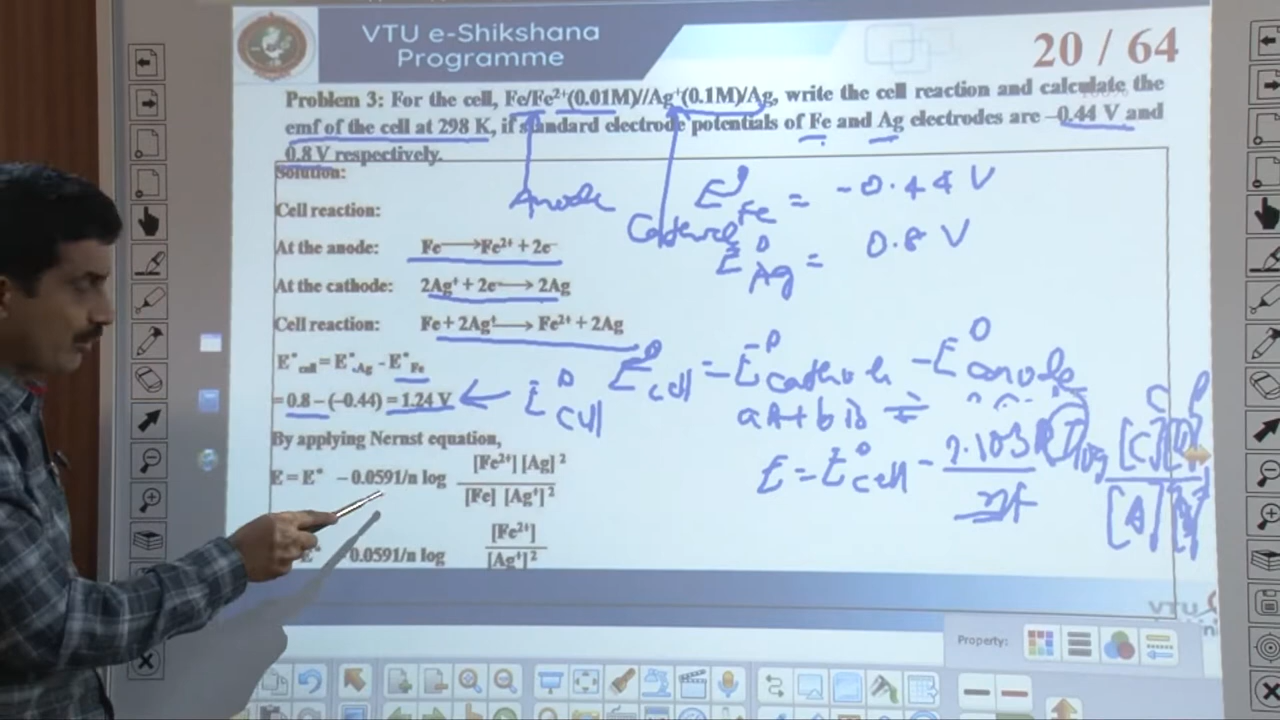 VTU e-Shikshana
Programme
20 / 64
Problem 3: For the cell, Fe/Fe²⁺(0.01M)//Ag⁺(0.1M)/Ag, write the cell reaction and calculate the
emf of the cell at 298 K, if standard electrode potentials of Fe and Ag electrodes are –0.44 V and
0.8 V respectively.
Solution:
Cell reaction:
At the anode: Fe⟶Fe²⁺ + 2e⁻
At the cathode: 2Ag⁺ + 2e⁻⟶ 2Ag
Cell reaction: Fe + 2Ag⁺⟶ Fe²⁺ + 2Ag
E°cell = E°Ag - E°Fe
= 0.8 – (–0.44) = 1.24 V
By applying Nernst equation,
E = E° – 0.0591/n log [Fe²⁺] [Ag]² / [Fe] [Ag⁺]²
0.0591/n log [Fe²⁺] / [Ag⁺]²
Anode
E°Fe = -0.44 V
E°Ag = 0.8 V
E°cell = E°cathode - E°anode
E°cell
aA + bB ⇌
E = E°cell -
nF
Property: